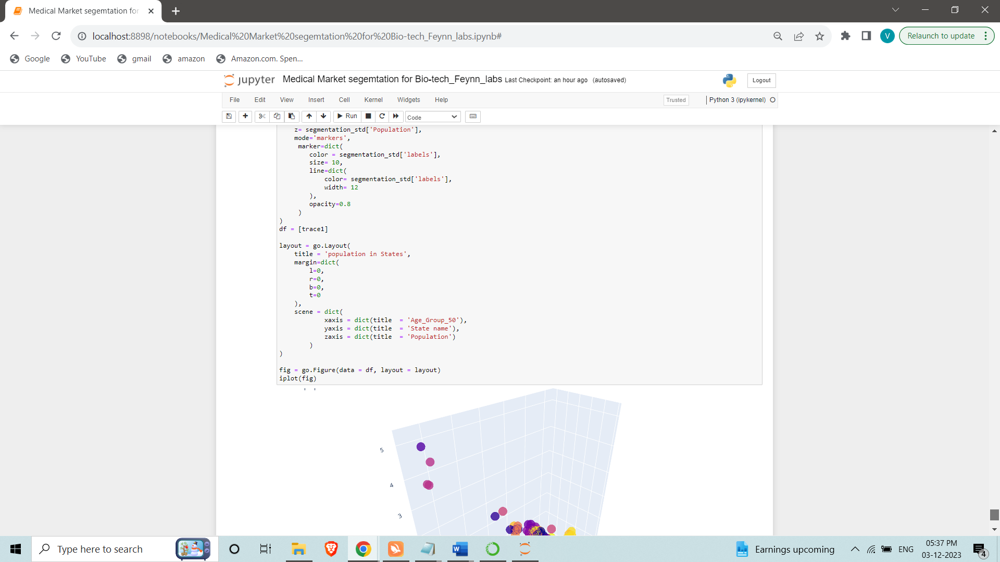 Medical Market segemtation for
localhost:8898/notebooks/Medical%20Market%20segemtation%20for%20Bio-tech_Feynn_labs.ipynb#
V
Relaunch to update
Google
YouTube
gmail
amazon
Amazon.com. Spen...
jupyter
Medical Market segemtation for Bio-tech_Feynn_labs
Last Checkpoint: an hour ago
(autosaved)
Logout
File
Edit
View
Insert
Cell
Kernel
Widgets
Help
Trusted
Python 3 (ipykernel)
Run
Code
    z= segmentation_std['Population'],
    mode='markers',
     marker=dict(
        color = segmentation_std['labels'],
        size= 10,
        line=dict(
            color= segmentation_std['labels'],
            width= 12
        ),
        opacity=0.8
     )
)
df = [trace1]
layout = go.Layout(
    title = 'population in States',
    margin=dict(
        l=0,
        r=0,
        b=0,
        t=0
    ),
    scene = dict(
            xaxis = dict(title  = 'Age_Group_50'),
            yaxis = dict(title  = 'State name'),
            zaxis = dict(title  = 'Population')
        )
)
fig = go.Figure(data = df, layout = layout)
iplot(fig)
5
4
3
Type here to search
Earnings upcoming
ENG
05:37 PM
03-12-2023
4